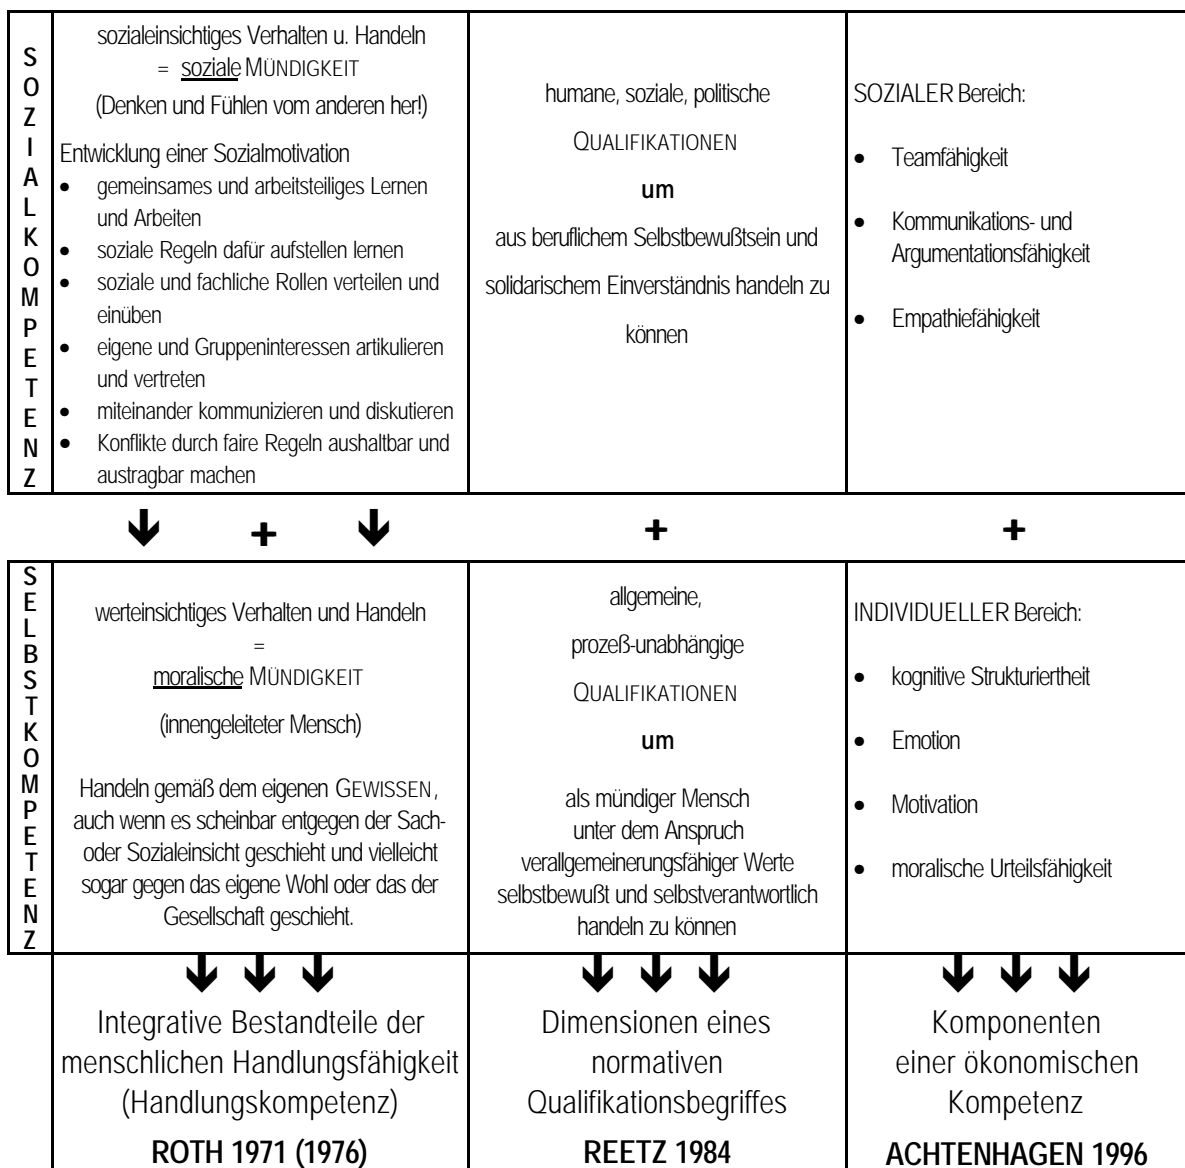 SOZIALKOMPETENZ
sozialeinsichtiges Verhalten u. Handeln
= soziale MÜNDIGKEIT
(Denken und Fühlen vom anderen her!)
Entwicklung einer Sozialmotivation
• gemeinsames und arbeitsteiliges Lernen
und Arbeiten
• soziale Regeln dafür aufstellen lernen
• soziale und fachliche Rollen verteilen und
einüben
• eigene und Gruppeninteressen artikulieren
und vertreten
• miteinander kommunizieren und diskutieren
• Konflikte durch faire Regeln aushaltbar und
austragbar machen
humane, soziale, politische
QUALIFIKATIONEN
um
aus beruflichem Selbstbewußtsein und
solidarischem Einverständnis handeln zu
können
SOZIALER Bereich:
• Teamfähigkeit
• Kommunikations- und
Argumentationsfähigkeit
• Empathiefähigkeit
+ + +
SELBSTKOMPETENZ
werteinsichtiges Verhalten und Handeln
=
moralische MÜNDIGKEIT
(innengeleiteter Mensch)
Handeln gemäß dem eigenen GEWISSEN,
auch wenn es scheinbar entgegen der Sach-
oder Sozialeinsicht geschieht und vielleicht
sogar gegen das eigene Wohl oder das der
Gesellschaft geschieht.
allgemeine,
prozeß-unabhängige
QUALIFIKATIONEN
um
als mündiger Mensch
unter dem Anspruch
verallgemeinerungsfähiger Werte
selbstbewußt und selbstverantwortlich
handeln zu können
INDIVIDUELLER Bereich:
• kognitive Strukturiertheit
• Emotion
• Motivation
• moralische Urteilsfähigkeit
Integrative Bestandteile der
menschlichen Handlungsfähigkeit
(Handlungskompetenz)
ROTH 1971 (1976)
Dimensionen eines
normativen
Qualifikationsbegriffes
REETZ 1984
Komponenten
einer ökonomischen
Kompetenz
ACHTENHAGEN 1996